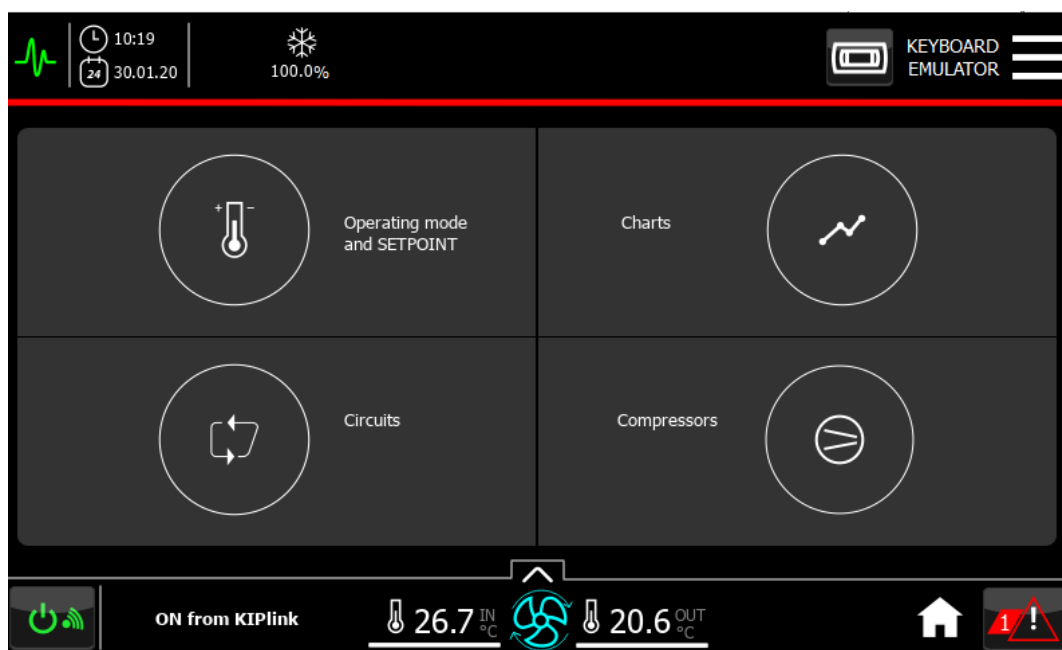 10:19
24 30.01.20
100.0%
KEYBOARD
EMULATOR
Operating mode
and SETPOINT
Charts
Circuits
Compressors
ON from KIPlink
26.7 IN °C
20.6 OUT °C
1 !